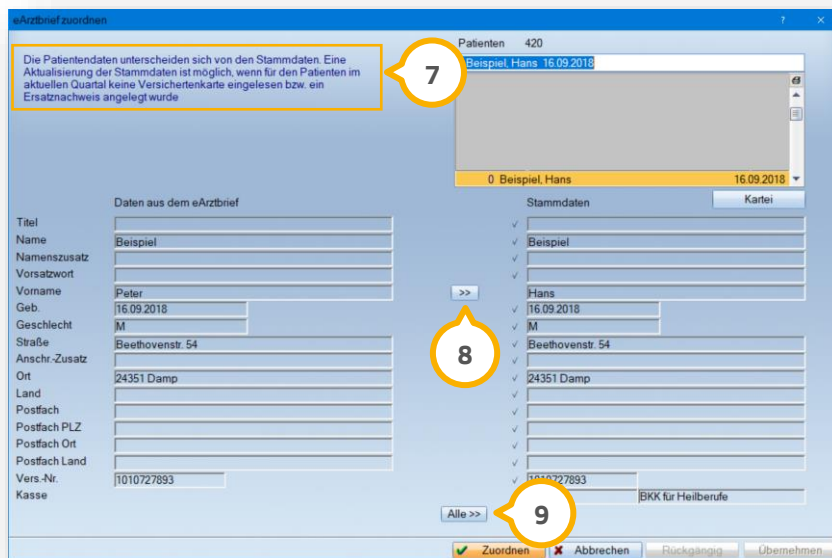 eArztbrief zuordnen
?
Patienten 420
Die Patientendaten unterscheiden sich von den Stammdaten. Eine
Aktualisierung der Stammdaten ist möglich, wenn für den Patienten im
aktuellen Quartal keine Versichertenkarte eingelesen bzw. ein
Ersatznachweis angelegt wurde
7
Beispiel, Hans 16.09.2018
0 Beispiel, Hans 16.09.2018
Daten aus dem eArztbrief Stammdaten Kartei
Titel
Name Beispiel Beispiel
Namenszusatz
Vorsatzwort
Vorname Peter >> Hans
Geb. 16.09.2018 16.09.2018
Geschlecht M M
8
Straße Beethovenstr. 54 Beethovenstr. 54
Anschr.-Zusatz
Ort 24351 Damp 24351 Damp
Land
Postfach
Postfach PLZ
Postfach Ort
Postfach Land
Vers.-Nr. 1010727893 1010727893
Kasse BKK für Heilberufe
Alle >> 9
Zuordnen Abbrechen Rückgängig Übernehmen